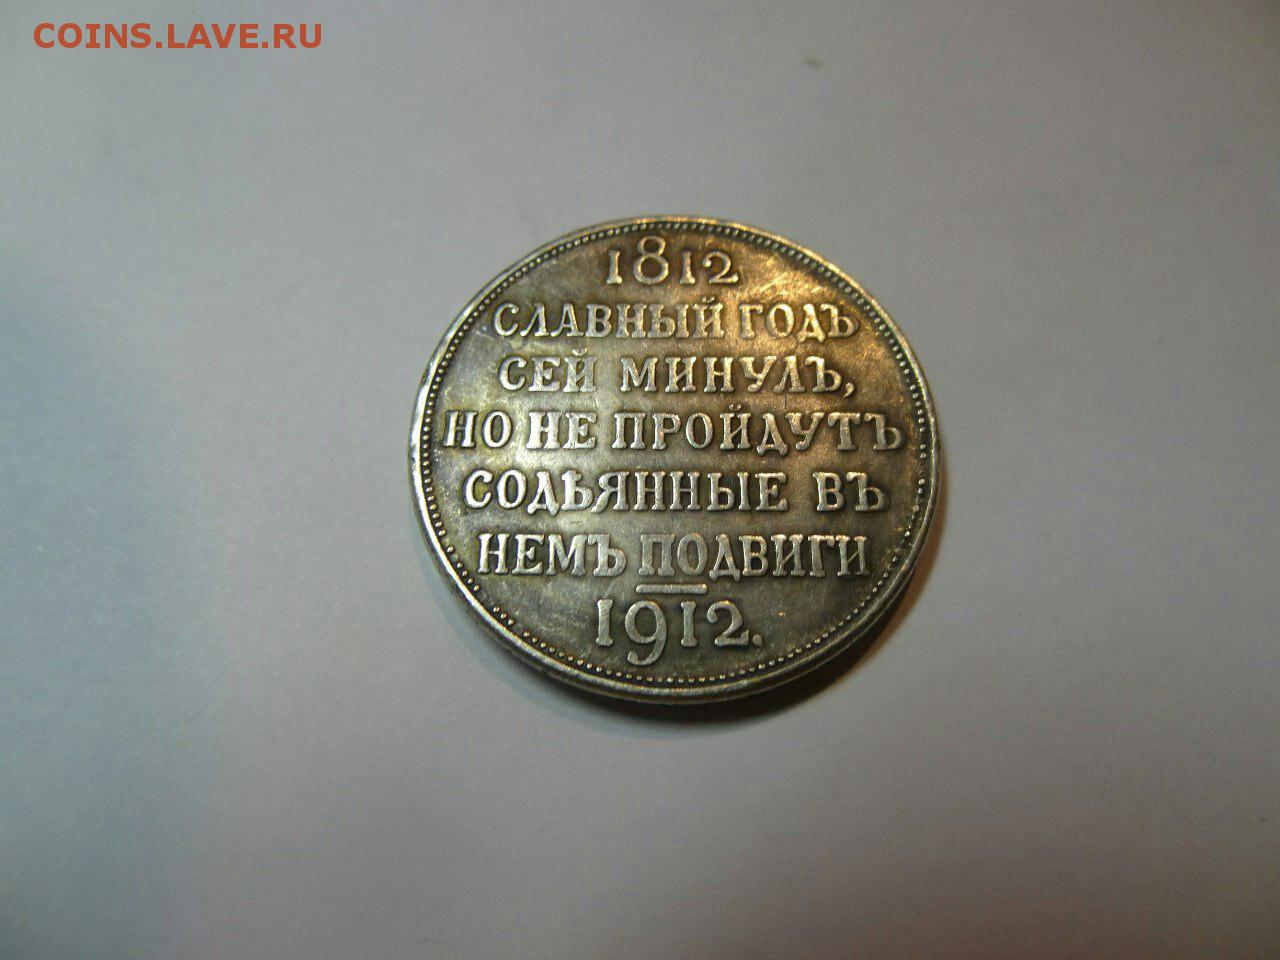 COINS.LAVE.RU
1812
СЛАВНЫЙ ГОДЪ
СЕЙ МИНУЛЪ,
НО НЕ ПРОЙДУТЪ
СОДѢЯННЫЕ ВЪ
НЕМЪ ПОДВИГИ
1912.